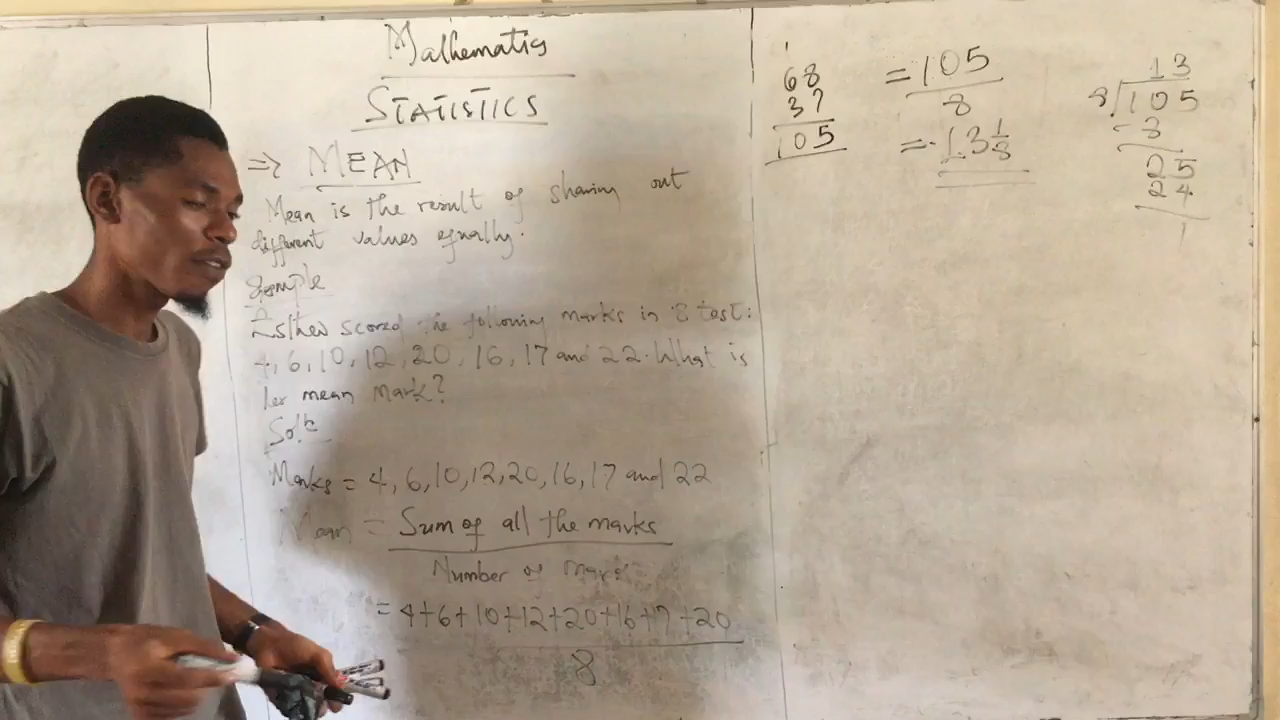 Mathematics
STATISTICS
=> MEAN
Mean is the result of sharing out
different values equally.
Example
Esther scored the following marks in 8 test:
4, 6, 10, 12, 20, 16, 17 and 22. What is
her mean mark?
Soln
Marks = 4, 6, 10, 12, 20, 16, 17 and 22
Mean = Sum of all the marks
Number of marks
= 4+6+10+12+20+16+17+20
8
1
68
37
105
= 105
8
= 13 1/8
13
8 105
- 8
25
24
1